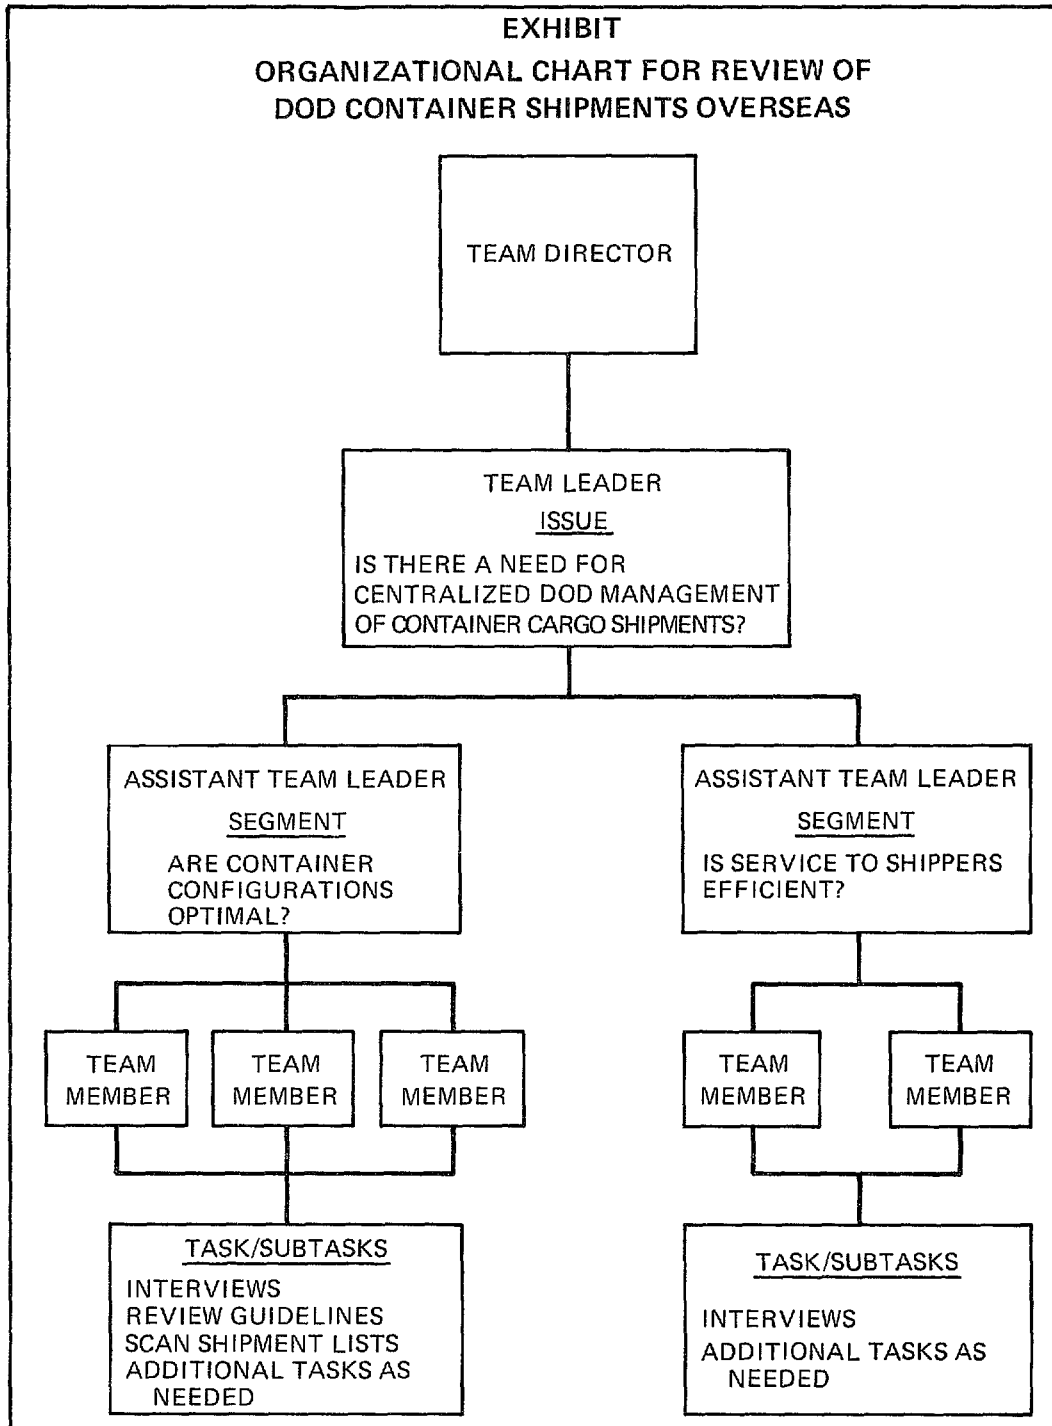 EXHIBIT
ORGANIZATIONAL CHART FOR REVIEW OF
DOD CONTAINER SHIPMENTS OVERSEAS
TEAM DIRECTOR
TEAM LEADER
ISSUE
IS THERE A NEED FOR
CENTRALIZED DOD MANAGEMENT
OF CONTAINER CARGO SHIPMENTS?
ASSISTANT TEAM LEADER
SEGMENT
ARE CONTAINER
CONFIGURATIONS
OPTIMAL?
ASSISTANT TEAM LEADER
SEGMENT
IS SERVICE TO SHIPPERS
EFFICIENT?
TEAM
MEMBER
TEAM
MEMBER
TEAM
MEMBER
TEAM
MEMBER
TEAM
MEMBER
TASK/SUBTASKS
INTERVIEWS
REVIEW GUIDELINES
SCAN SHIPMENT LISTS
ADDITIONAL TASKS AS
NEEDED
TASK/SUBTASKS
INTERVIEWS
ADDITIONAL TASKS AS
NEEDED